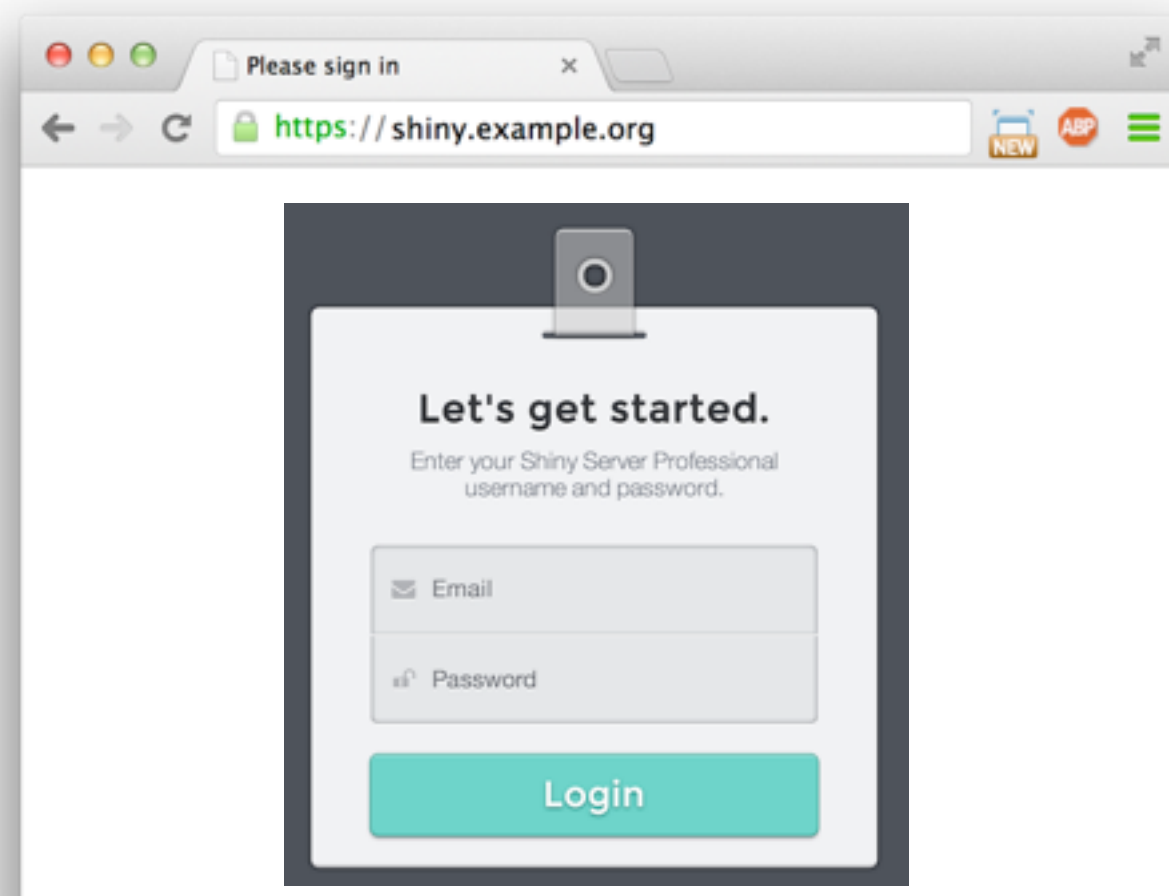 Please sign in
https://shiny.example.org
NEW
ABP
Let's get started.
Enter your Shiny Server Professional
username and password.
Email
Password
Login